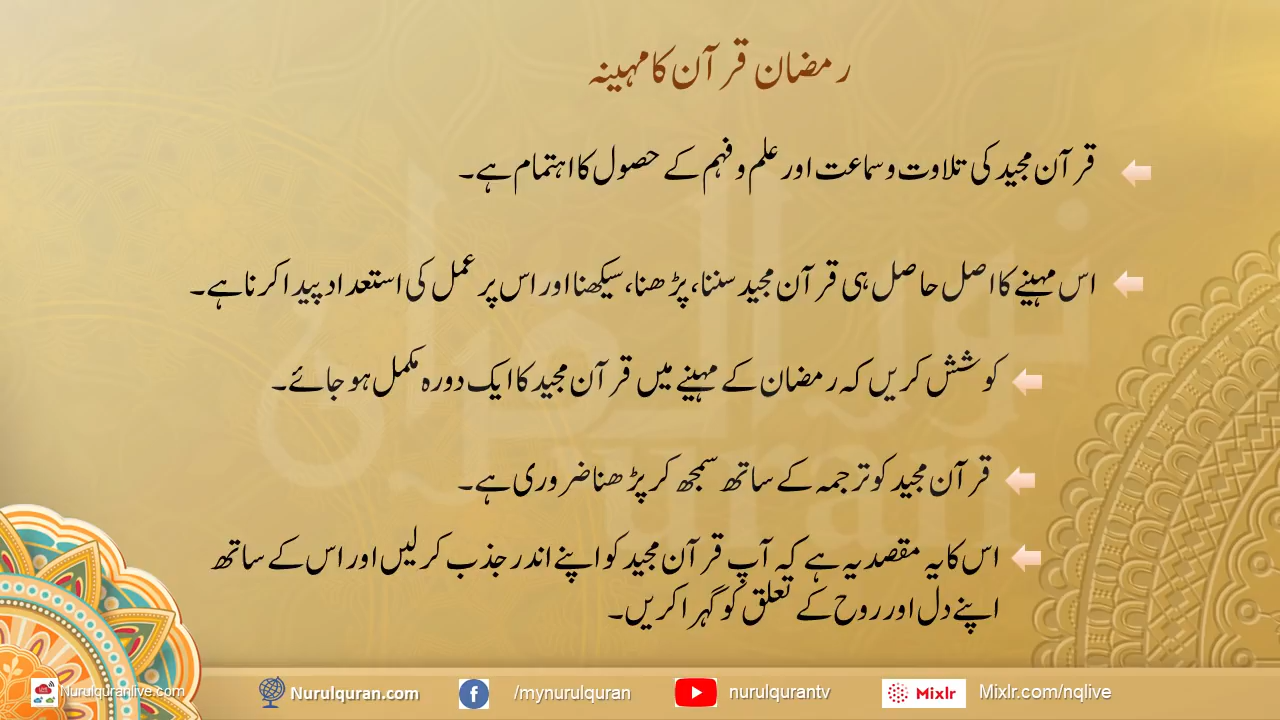 رمضان قرآن کا مہینہ
قرآن مجید کی تلاوت و سماعت اور علم و فہم کے حصول کا اہتمام ہے۔
اس مہینے کا اصل حاصل ہی قرآن مجید سننا، پڑھنا، سیکھنا اور اس پر عمل کی استعداد پیدا کرنا ہے۔
کوشش کریں کہ رمضان کے مہینے میں قرآن مجید کا ایک دورہ مکمل ہو جائے۔
قرآن مجید کو ترجمہ کے ساتھ سمجھ کر پڑھنا ضروری ہے۔
اس کا یہ مقصد یہ ہے کہ آپ قرآن مجید کو اپنے اندر جذب کر لیں اور اس کے ساتھ
اپنے دل اور روح کے تعلق کو گہرا کریں۔
Nurulquranlive.com Nurulquran.com /mynurulquran nurulqurantv Mixlr Mixlr.com/nqlive